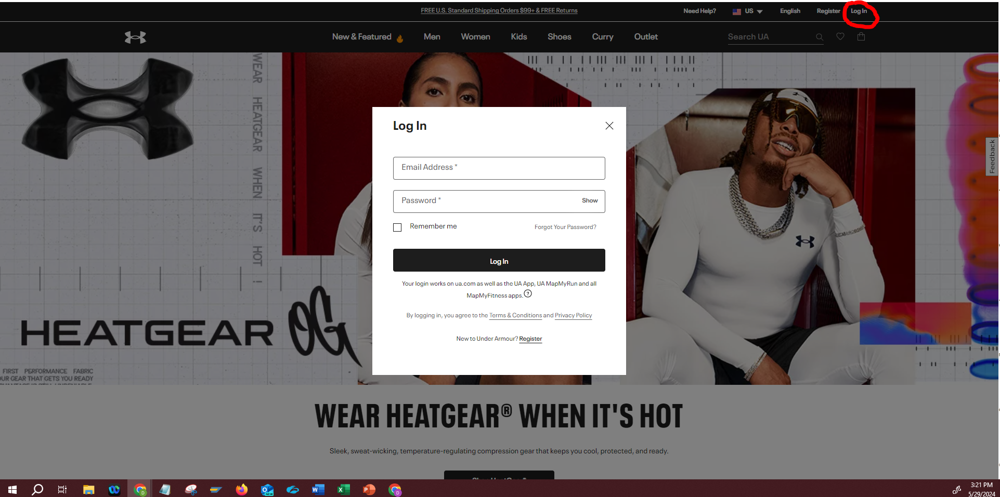 FREE U.S. Standard Shipping Orders $99+ & FREE Returns
Need Help?
US
English
Register
Log In
New & Featured
Men
Women
Kids
Shoes
Curry
Outlet
Search UA
WEAR HEATGEAR WHEN IT'S HOT !
Feedback
Log In
Email Address *
Password *
Show
Remember me
Forgot Your Password?
Log In
Your login works on ua.com as well as the UA App, UA MapMyRun and all
MapMyFitness apps.
?
By logging in, you agree to the Terms & Conditions and Privacy Policy
New to Under Armour? Register
HEATGEAR OG
FIRST PERFORMANCE FABRIC
OUR GEAR THAT GETS YOU READY
WEAR HEATGEAR® WHEN IT'S HOT
Sleek, sweat-wicking, temperature-regulating compression gear that keeps you cool, protected, and ready.
3:21 PM
5/29/2024